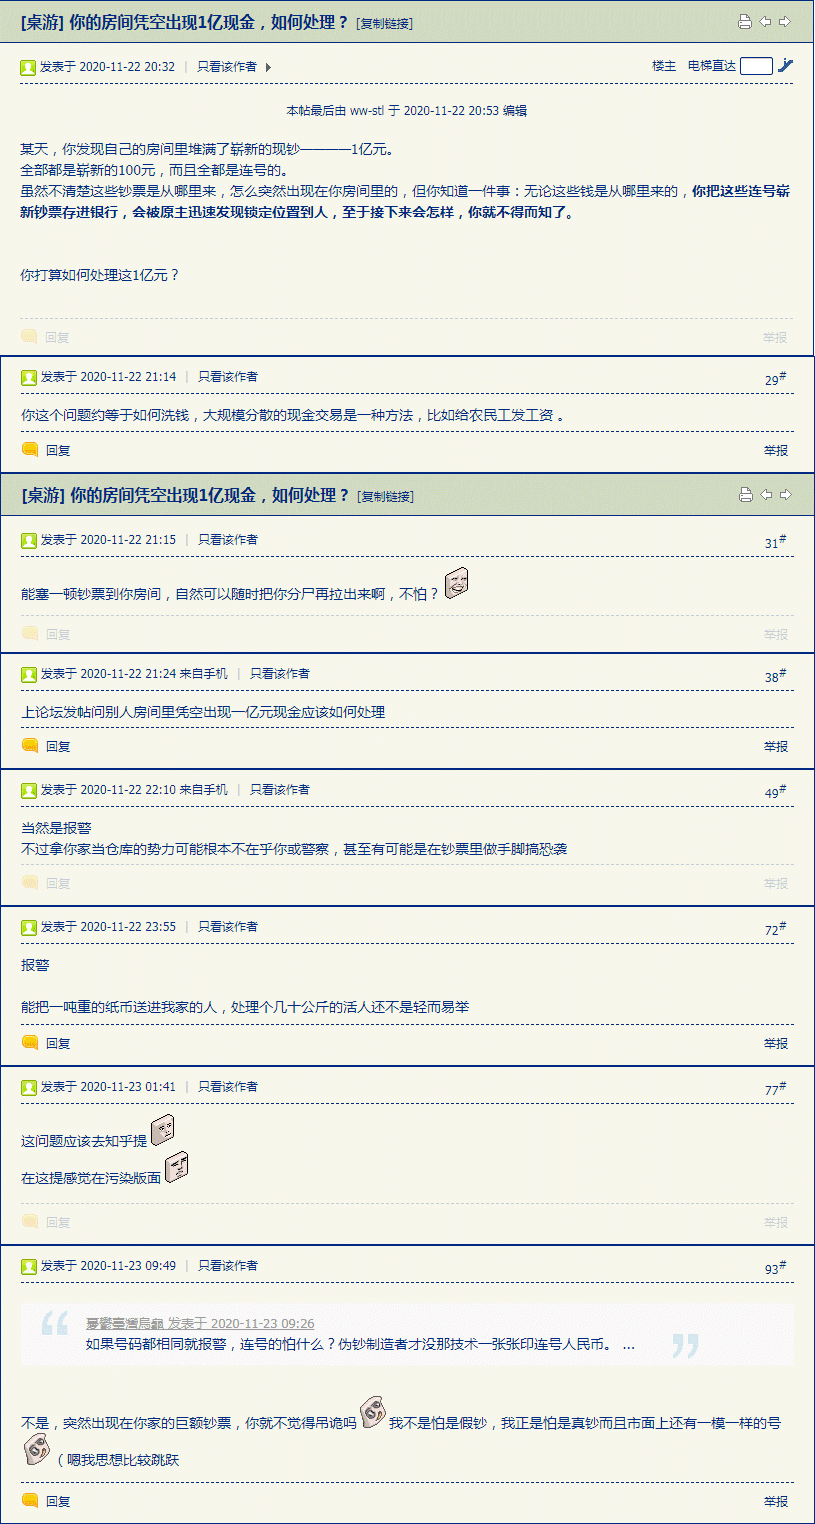 [桌游] 你的房间凭空出现1亿现金，如何处理？ [复制链接]
发表于 2020-11-22 20:32 | 只看该作者
楼主 电梯直达
本帖最后由 ww-stl 于 2020-11-22 20:53 编辑
某天，你发现自己的房间里堆满了崭新的现钞————1亿元。
全部都是崭新的100元，而且全都是连号的。
虽然不清楚这些钞票是从哪里来，怎么突然出现在你房间里的，但你知道一件事：无论这些钱是从哪里来的，你把这些连号崭
新钞票存进银行，会被原主迅速发现锁定位置到人，至于接下来会怎样，你就不得而知了。
你打算如何处理这1亿元？
回复 举报
发表于 2020-11-22 21:14 | 只看该作者 29#
你这个问题约等于如何洗钱，大规模分散的现金交易是一种方法，比如给农民工发工资 。
回复 举报
[桌游] 你的房间凭空出现1亿现金，如何处理？ [复制链接]
发表于 2020-11-22 21:15 | 只看该作者 31#
能塞一顿钞票到你房间，自然可以随时把你分尸再拉出来啊，不怕？
回复 举报
发表于 2020-11-22 21:24 来自手机 | 只看该作者 38#
上论坛发帖问别人房间里凭空出现一亿元现金应该如何处理
回复 举报
发表于 2020-11-22 22:10 来自手机 | 只看该作者 49#
当然是报警
不过拿你家当仓库的势力可能根本不在乎你或警察，甚至有可能是在钞票里做手脚搞恐袭
回复 举报
发表于 2020-11-22 23:55 | 只看该作者 72#
报警
能把一吨重的纸币送进我家的人，处理个几十公斤的活人还不是轻而易举
回复 举报
发表于 2020-11-23 01:41 | 只看该作者 77#
这问题应该去知乎提
在这提感觉在污染版面
回复 举报
发表于 2020-11-23 09:49 | 只看该作者 93#
憂鬱臺灣烏龜 发表于 2020-11-23 09:26
如果号码都相同就报警，连号的怕什么？伪钞制造者才没那技术一张张印连号人民币。 ...
不是，突然出现在你家的巨额钞票，你就不觉得吊诡吗 我不是怕是假钞，我正是怕是真钞而且市面上还有一模一样的号
（嗯我思想比较跳跃
回复 举报